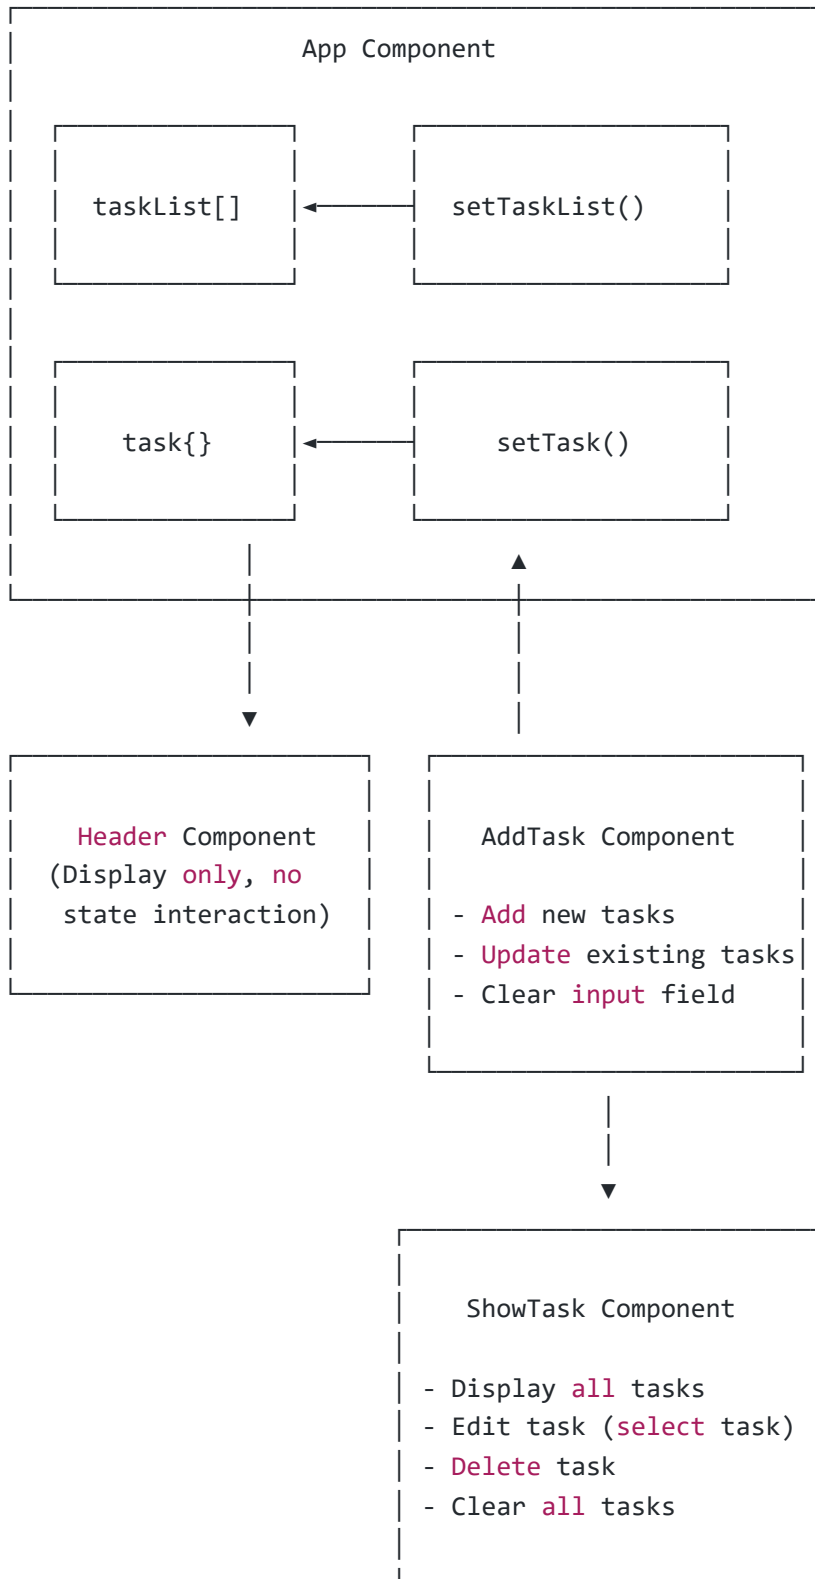 App Component
taskList[] setTaskList()
task{} setTask()
Header Component
(Display only, no
state interaction)
AddTask Component
- Add new tasks
- Update existing tasks
- Clear input field
ShowTask Component
- Display all tasks
- Edit task (select task)
- Delete task
- Clear all tasks